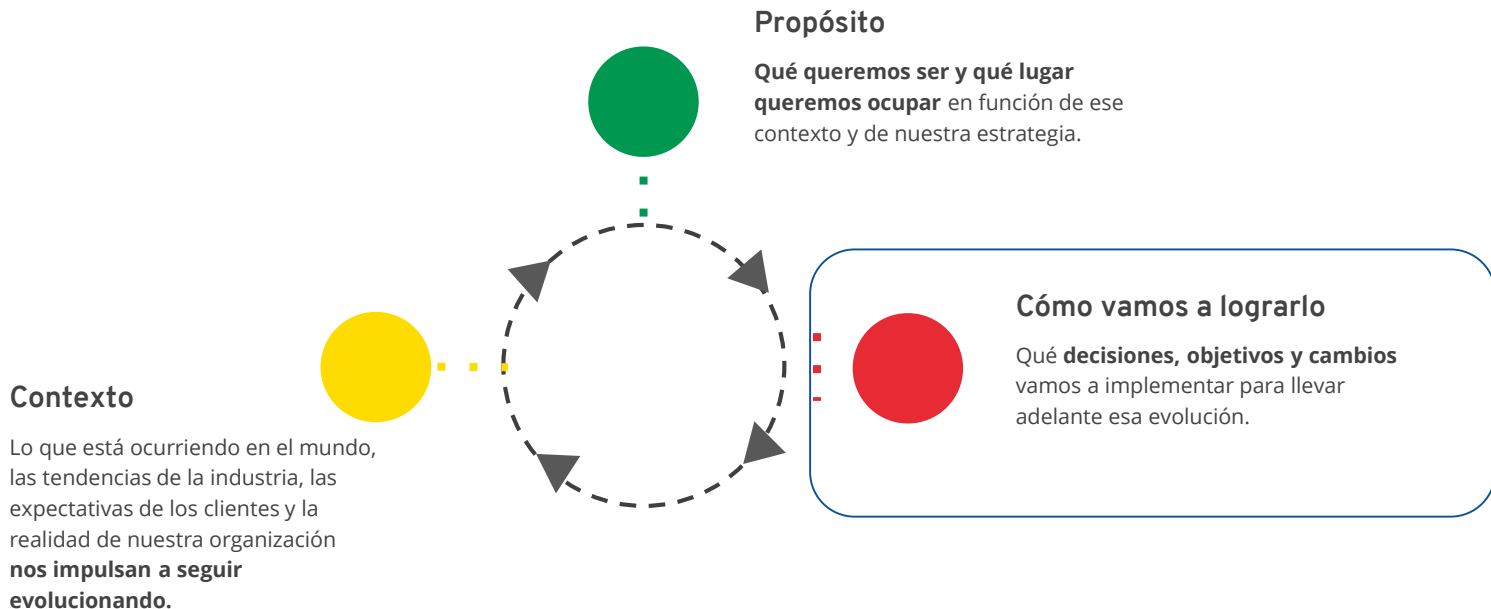 Propósito
Qué queremos ser y qué lugar
queremos ocupar en función de ese
contexto y de nuestra estrategia.
Cómo vamos a lograrlo
Qué decisiones, objetivos y cambios
vamos a implementar para llevar
adelante esa evolución.
Contexto
Lo que está ocurriendo en el mundo,
las tendencias de la industria, las
expectativas de los clientes y la
realidad de nuestra organización
nos impulsan a seguir
evolucionando.